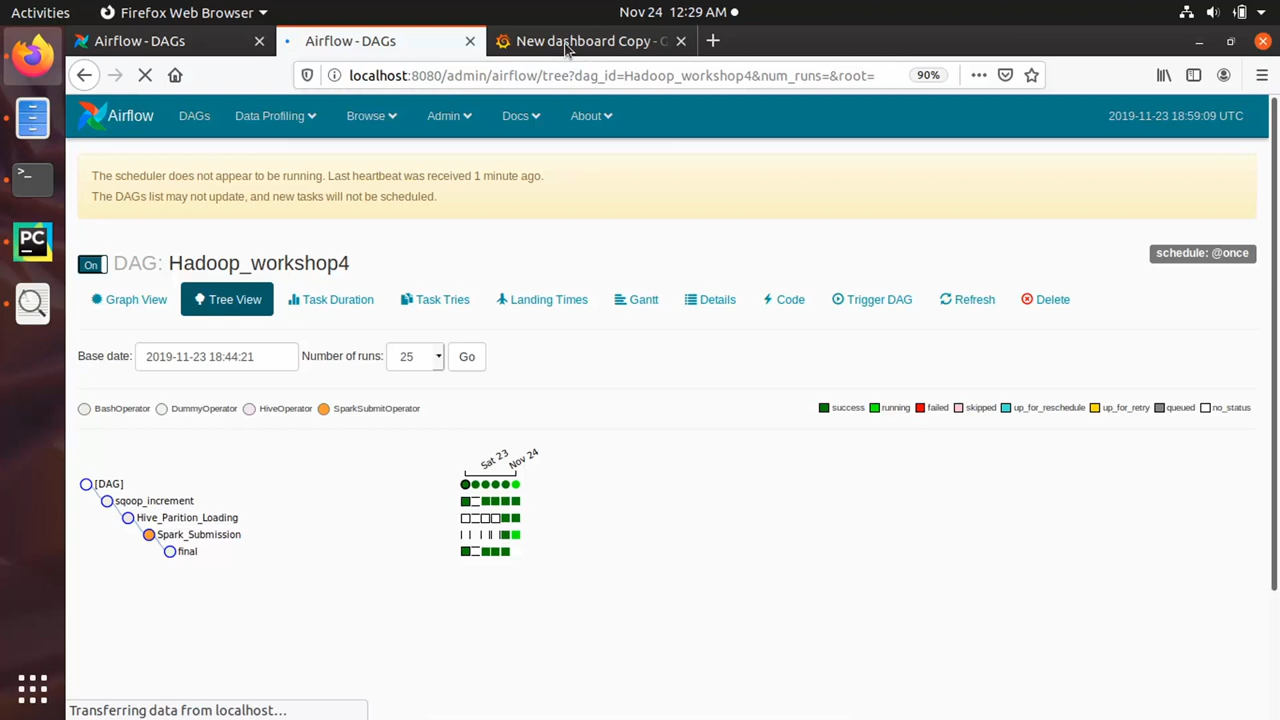 Activities
Firefox Web Browser
Nov 24 12:29 AM
Airflow - DAGs
Airflow - DAGs
New dashboard Copy - G
localhost:8080/admin/airflow/tree?dag_id=Hadoop_workshop4&num_runs=&root=
90%
Airflow
DAGs
Data Profiling
Browse
Admin
Docs
About
2019-11-23 18:59:09 UTC
The scheduler does not appear to be running. Last heartbeat was received 1 minute ago.
The DAGs list may not update, and new tasks will not be scheduled.
On
DAG: Hadoop_workshop4
schedule: @once
Graph View
Tree View
Task Duration
Task Tries
Landing Times
Gantt
Details
Code
Trigger DAG
Refresh
Delete
Base date:
2019-11-23 18:44:21
Number of runs:
25
Go
BashOperator
DummyOperator
HiveOperator
SparkSubmitOperator
success
running
failed
skipped
up_for_reschedule
up_for_retry
queued
no_status
Sat 23
Nov 24
[DAG]
sqoop_increment
Hive_Parition_Loading
Spark_Submission
final
PC
Transferring data from localhost…